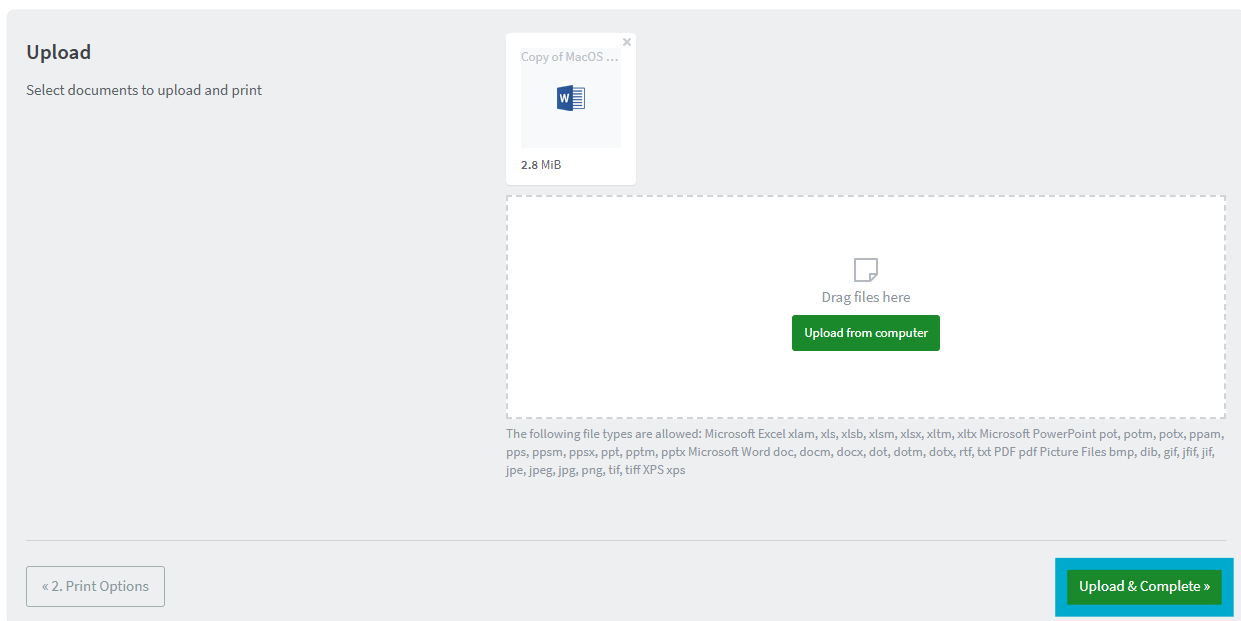 Upload
Select documents to upload and print
Copy of MacOS ...
W
2.8 MiB
Drag files here
Upload from computer
The following file types are allowed: Microsoft Excel xlam, xls, xlsb, xlsm, xlsx, xltm, xltx Microsoft PowerPoint pot, potm, potx, ppam,
pps, ppsm, ppsx, ppt, pptm, pptx Microsoft Word doc, docm, docx, dot, dotm, dotx, rtf, txt PDF pdf Picture Files bmp, dib, gif, jfif, jif,
jpe, jpeg, jpg, png, tif, tiff XPS xps
« 2. Print Options
Upload & Complete »